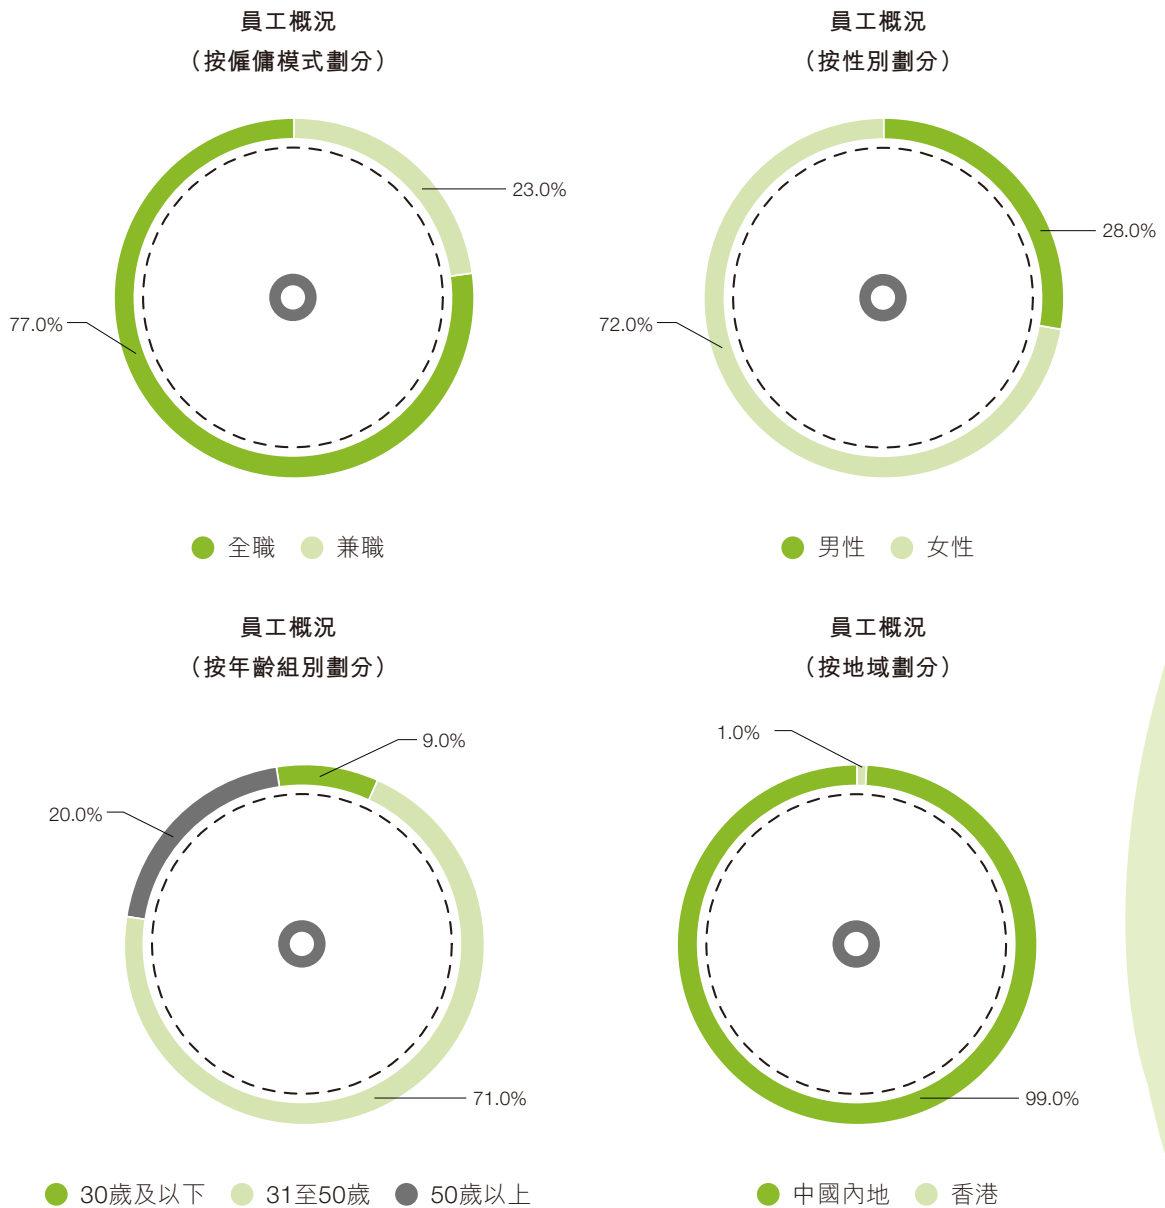 員工概況
（按僱傭模式劃分）
23.0%
77.0%
全職 兼職
員工概況
（按性別劃分）
28.0%
72.0%
男性 女性
員工概況
（按年齡組別劃分）
9.0%
20.0%
71.0%
30歲及以下 31至50歲 50歲以上
員工概況
（按地域劃分）
1.0%
99.0%
中國內地 香港